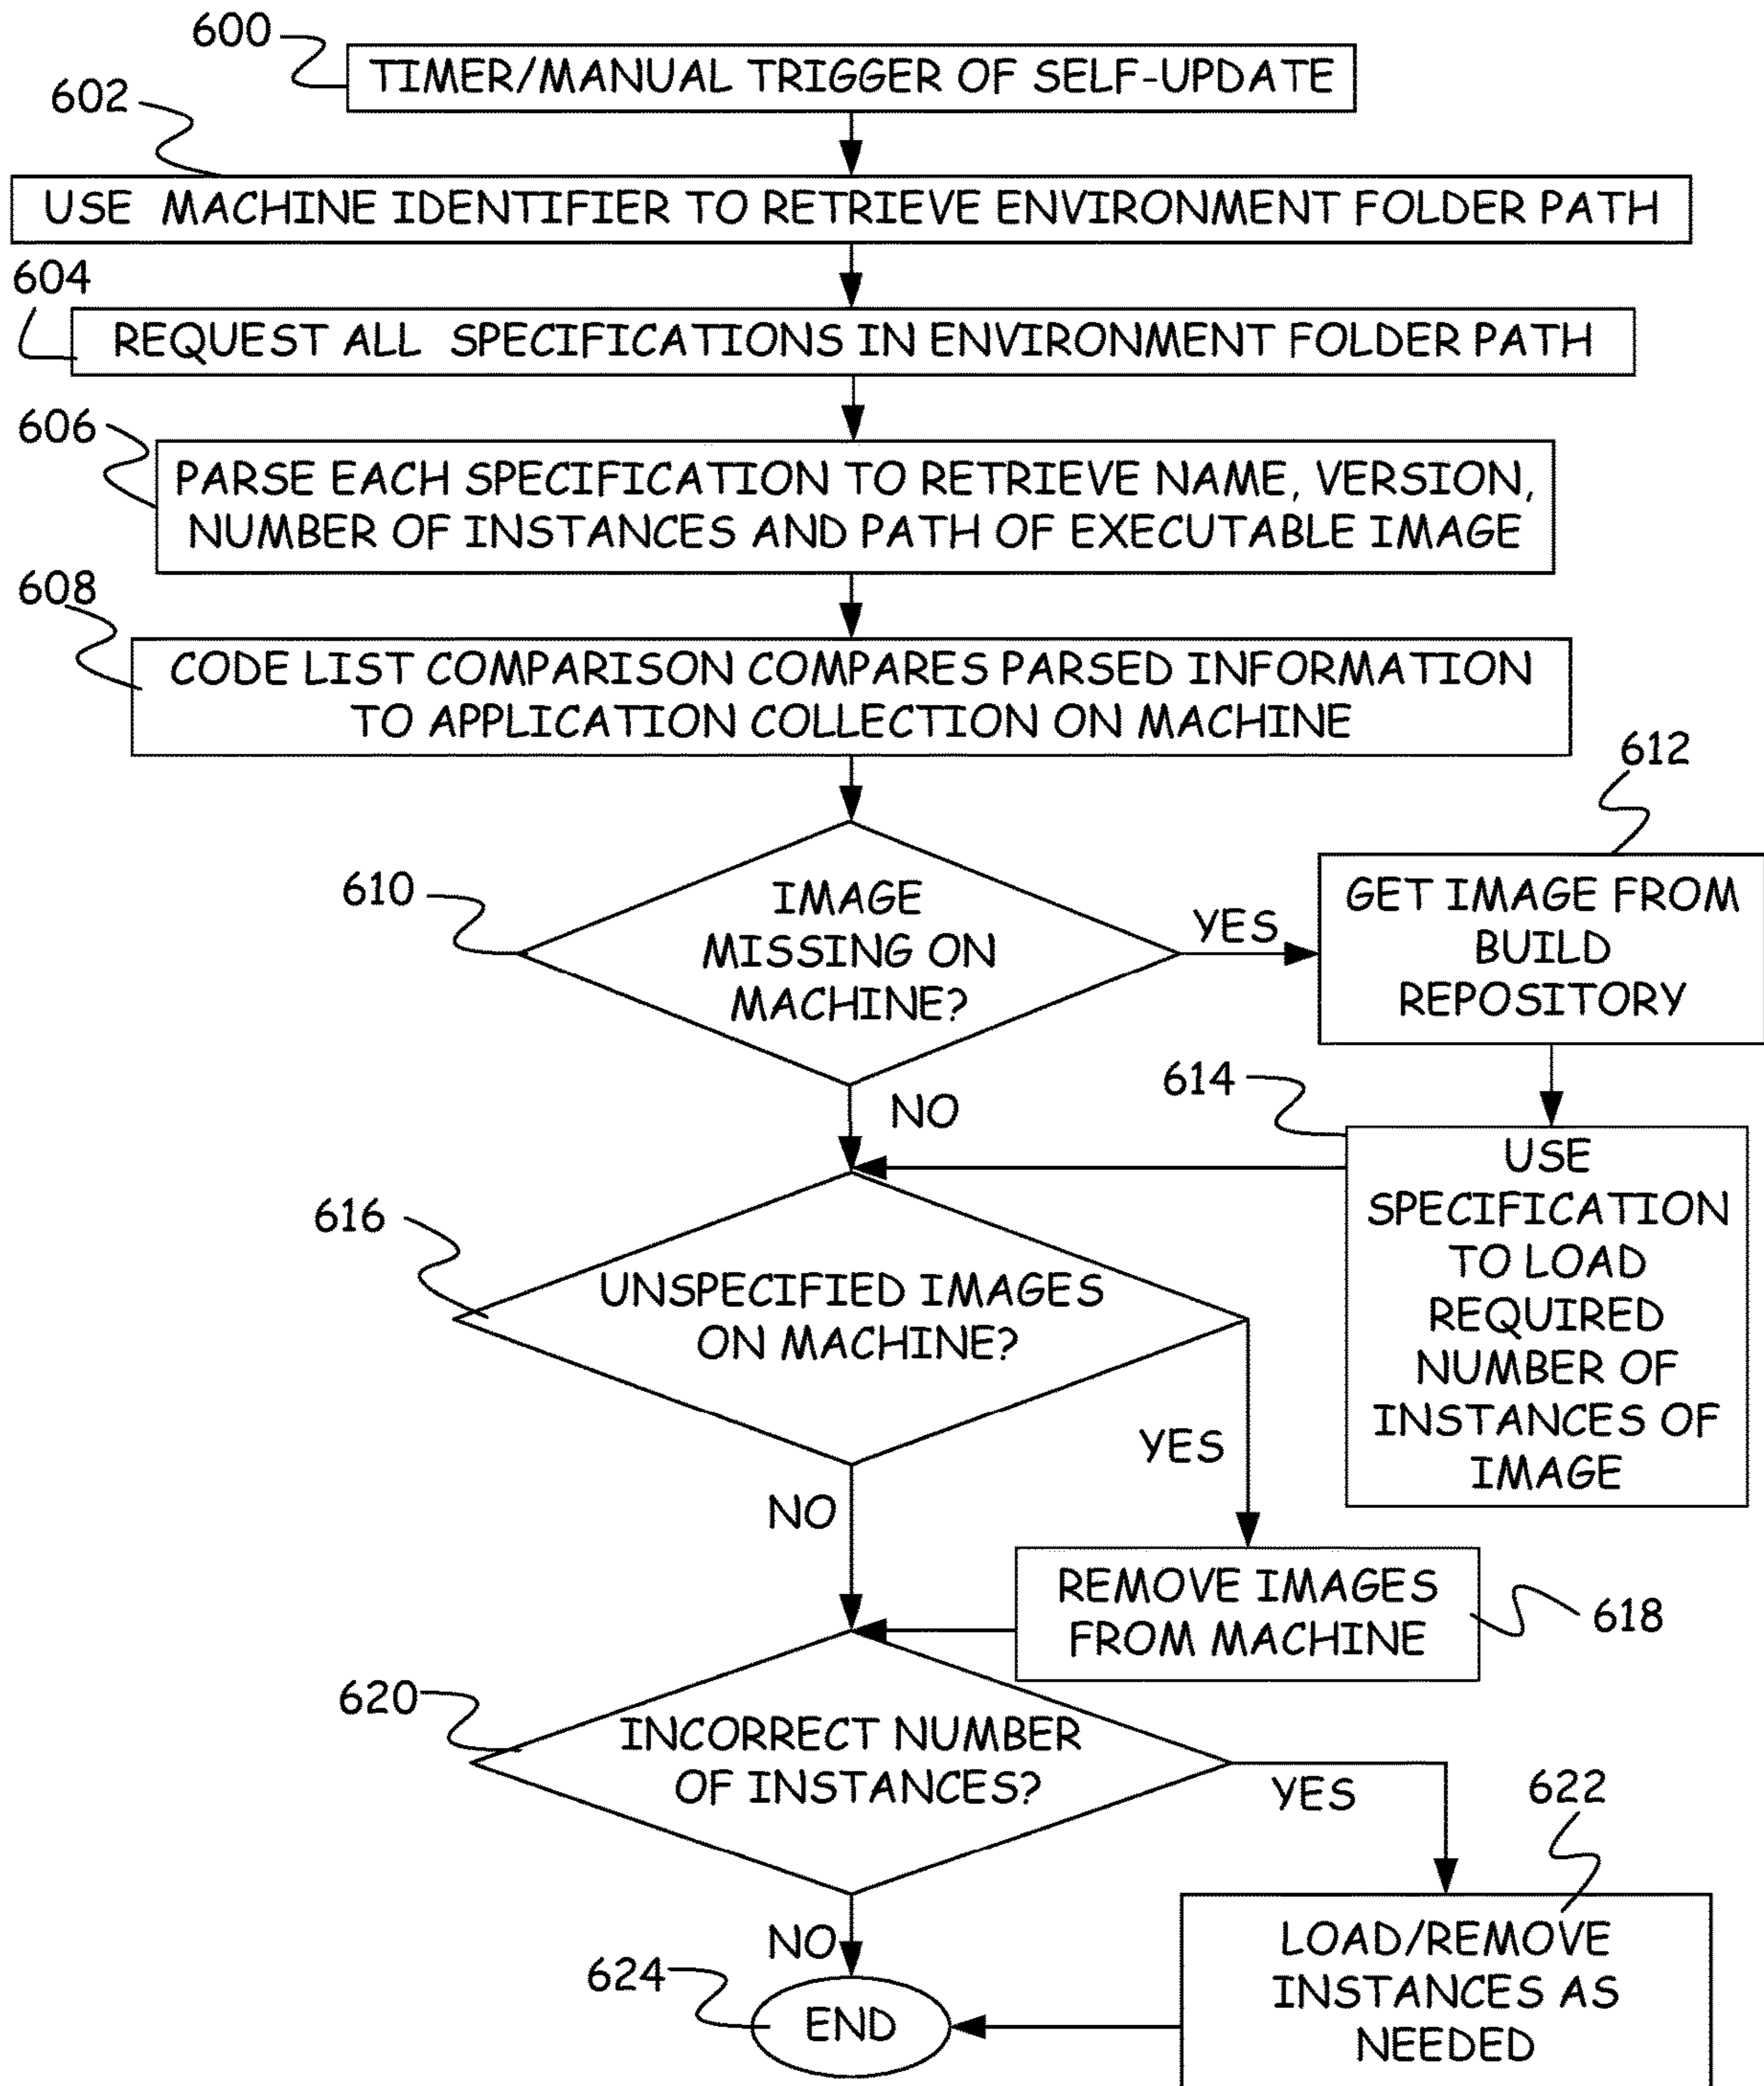 600
TIMER/MANUAL TRIGGER OF SELF-UPDATE
602
USE MACHINE IDENTIFIER TO RETRIEVE ENVIRONMENT FOLDER PATH
604
REQUEST ALL SPECIFICATIONS IN ENVIRONMENT FOLDER PATH
606
PARSE EACH SPECIFICATION TO RETRIEVE NAME, VERSION,
NUMBER OF INSTANCES AND PATH OF EXECUTABLE IMAGE
608
CODE LIST COMPARISON COMPARES PARSED INFORMATION
TO APPLICATION COLLECTION ON MACHINE
610
IMAGE
MISSING ON
MACHINE?
YES
612
GET IMAGE FROM
BUILD
REPOSITORY
NO
614
USE
SPECIFICATION
TO LOAD
REQUIRED
NUMBER OF
INSTANCES OF
IMAGE
616
UNSPECIFIED IMAGES
ON MACHINE?
YES
NO
REMOVE IMAGES
FROM MACHINE
618
620
INCORRECT NUMBER
OF INSTANCES?
YES
622
LOAD/REMOVE
INSTANCES AS
NEEDED
NO
624
END